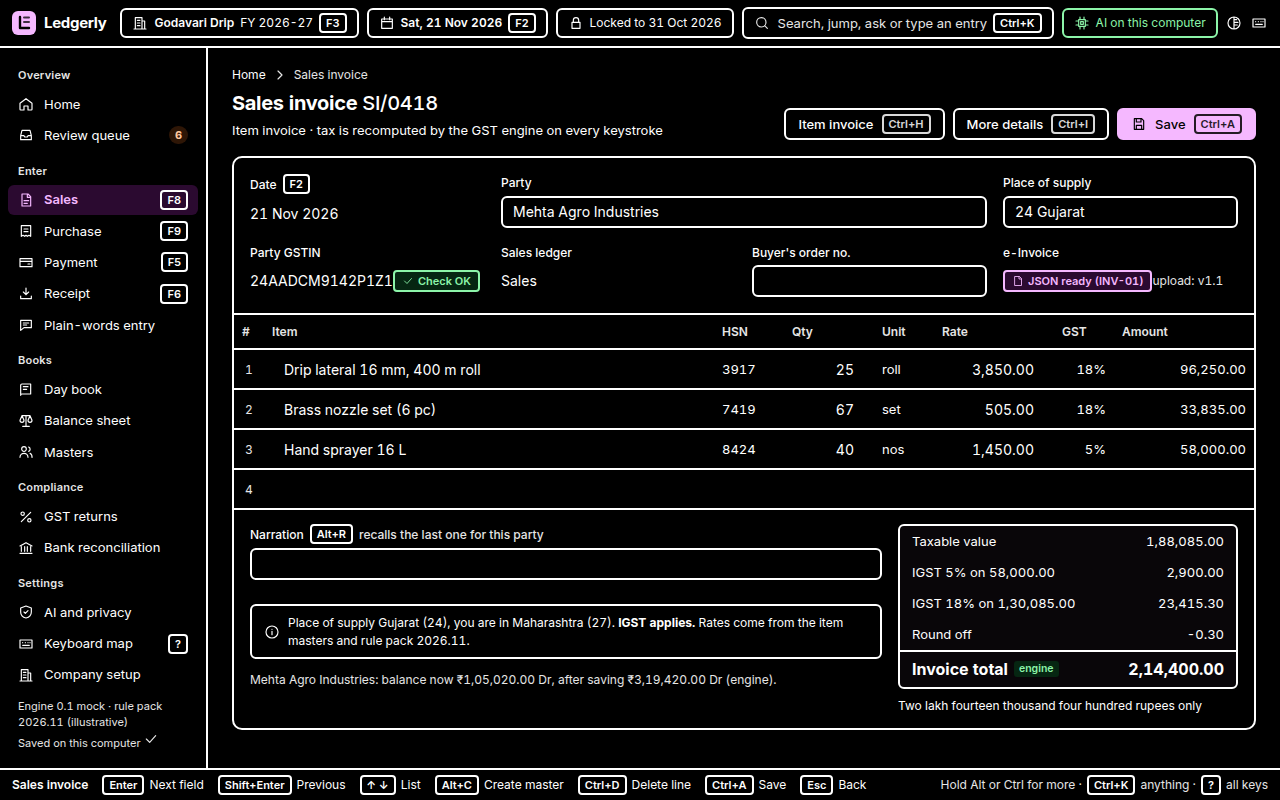 Ledgerly
Godavari Drip FY 2026-27 F3
Sat, 21 Nov 2026 F2
Locked to 31 Oct 2026
Search, jump, ask or type an entry Ctrl+K
AI on this computer
Overview
Home
Review queue 6
Enter
Sales F8
Purchase F9
Payment F5
Receipt F6
Plain-words entry
Books
Day book
Balance sheet
Masters
Compliance
GST returns
Bank reconciliation
Settings
AI and privacy
Keyboard map ?
Company setup
Engine 0.1 mock · rule pack
2026.11 (illustrative)
Saved on this computer
Home Sales invoice
Sales invoice SI/0418
Item invoice · tax is recomputed by the GST engine on every keystroke
Item invoice Ctrl+H
More details Ctrl+I
Save Ctrl+A
Date F2
21 Nov 2026
Party
Mehta Agro Industries
Place of supply
24 Gujarat
Party GSTIN
24AADCM9142P1Z1 Check OK
Sales ledger
Sales
Buyer's order no.
e-Invoice
JSON ready (INV-01) upload: v1.1
# Item HSN Qty Unit Rate GST Amount
1 Drip lateral 16 mm, 400 m roll 3917 25 roll 3,850.00 18% 96,250.00
2 Brass nozzle set (6 pc) 7419 67 set 505.00 18% 33,835.00
3 Hand sprayer 16 L 8424 40 nos 1,450.00 5% 58,000.00
4
Narration Alt+R recalls the last one for this party
Place of supply Gujarat (24), you are in Maharashtra (27). IGST applies. Rates come from the item
masters and rule pack 2026.11.
Mehta Agro Industries: balance now ₹1,05,020.00 Dr, after saving ₹3,19,420.00 Dr (engine).
Taxable value 1,88,085.00
IGST 5% on 58,000.00 2,900.00
IGST 18% on 1,30,085.00 23,415.30
Round off -0.30
Invoice total engine 2,14,400.00
Two lakh fourteen thousand four hundred rupees only
Sales invoice Enter Next field Shift+Enter Previous ↑↓ List Alt+C Create master Ctrl+D Delete line Ctrl+A Save Esc Back Hold Alt or Ctrl for more · Ctrl+K anything · ? all keys